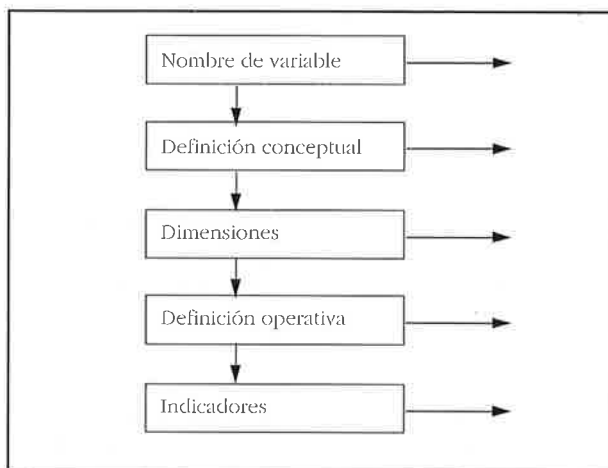 Nombre de variable
Definición conceptual
Dimensiones
Definición operativa
Indicadores